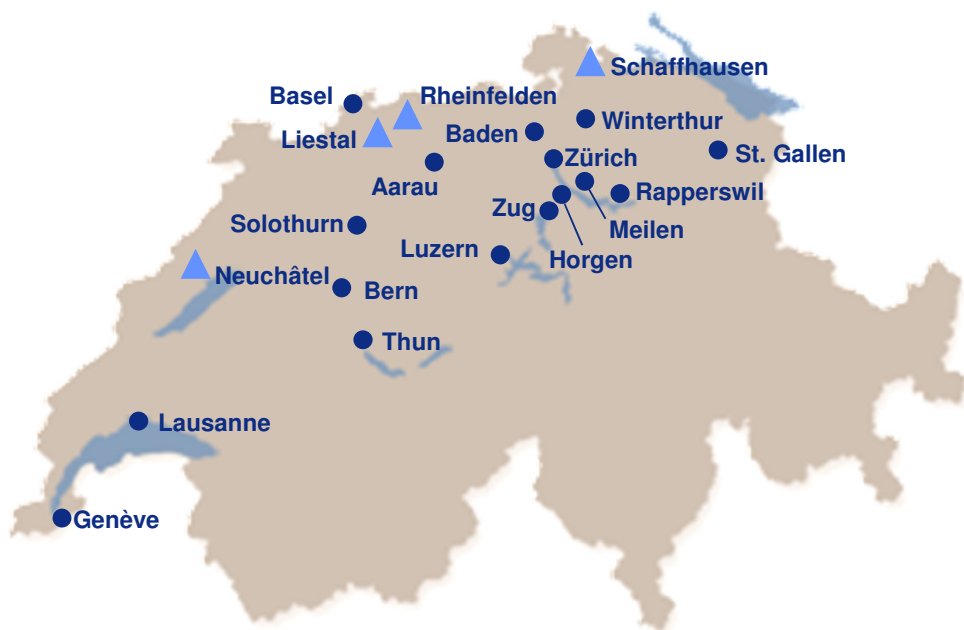 Schaffhausen
Basel
Rheinfelden
Liestal
Baden
Winterthur
Zürich
St. Gallen
Aarau
Rapperswil
Zug
Meilen
Solothurn
Luzern
Horgen
Neuchâtel
Bern
Thun
Lausanne
Genève